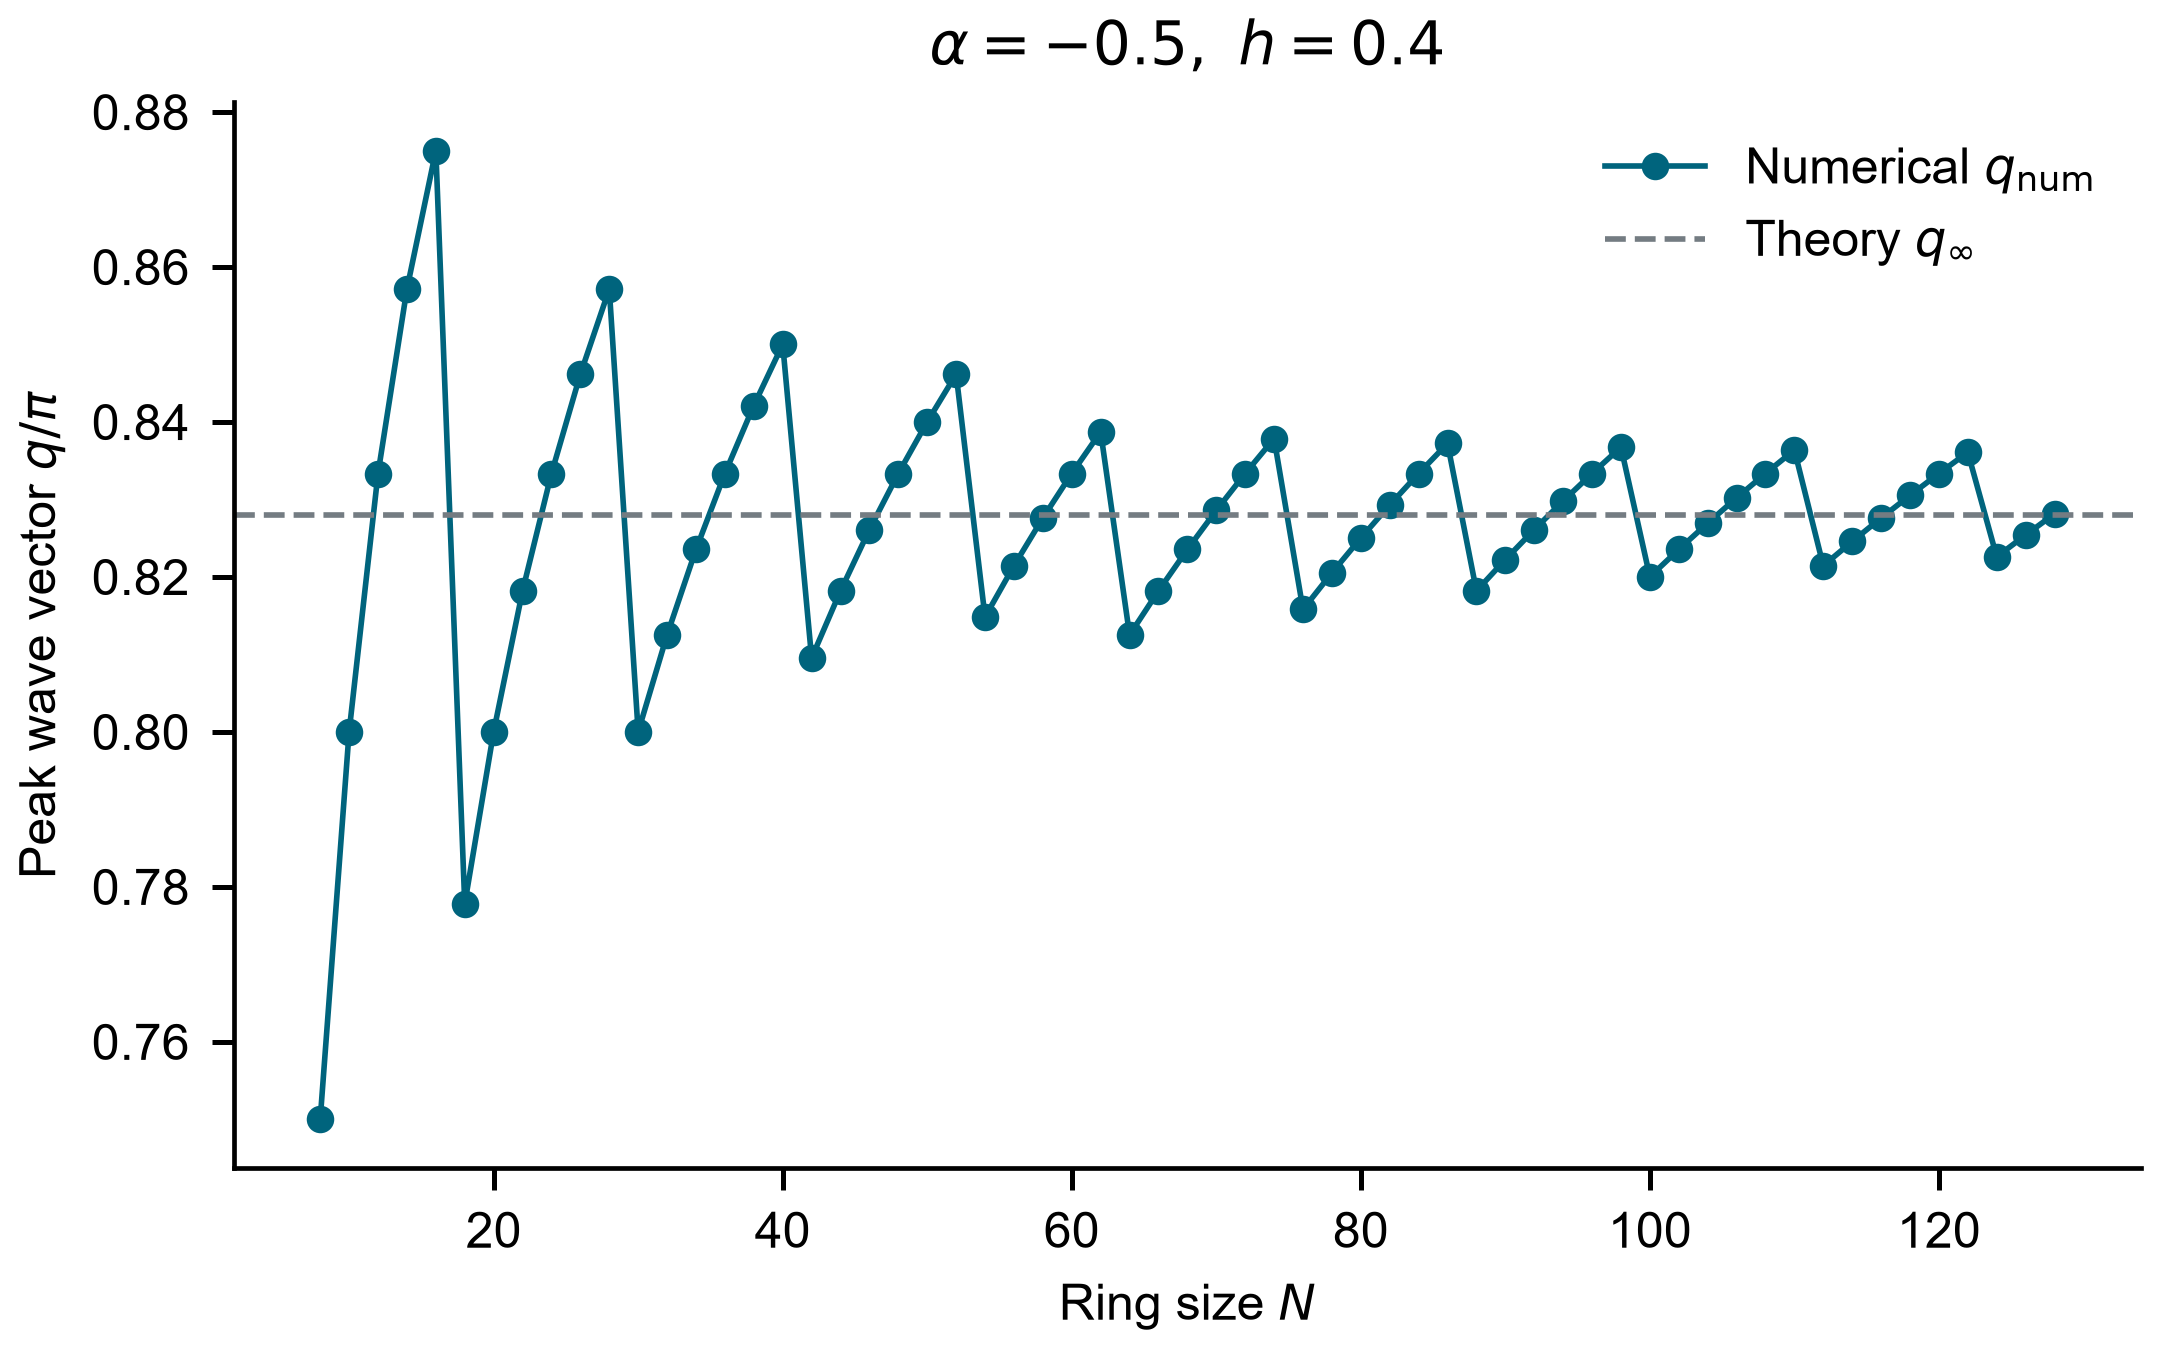 α = −0.5, h = 0.4
0.88
0.86
0.84
0.82
0.80
0.78
0.76
Peak wave vector q/π
Numerical q_num
Theory q_∞
20 40 60 80 100 120
Ring size N